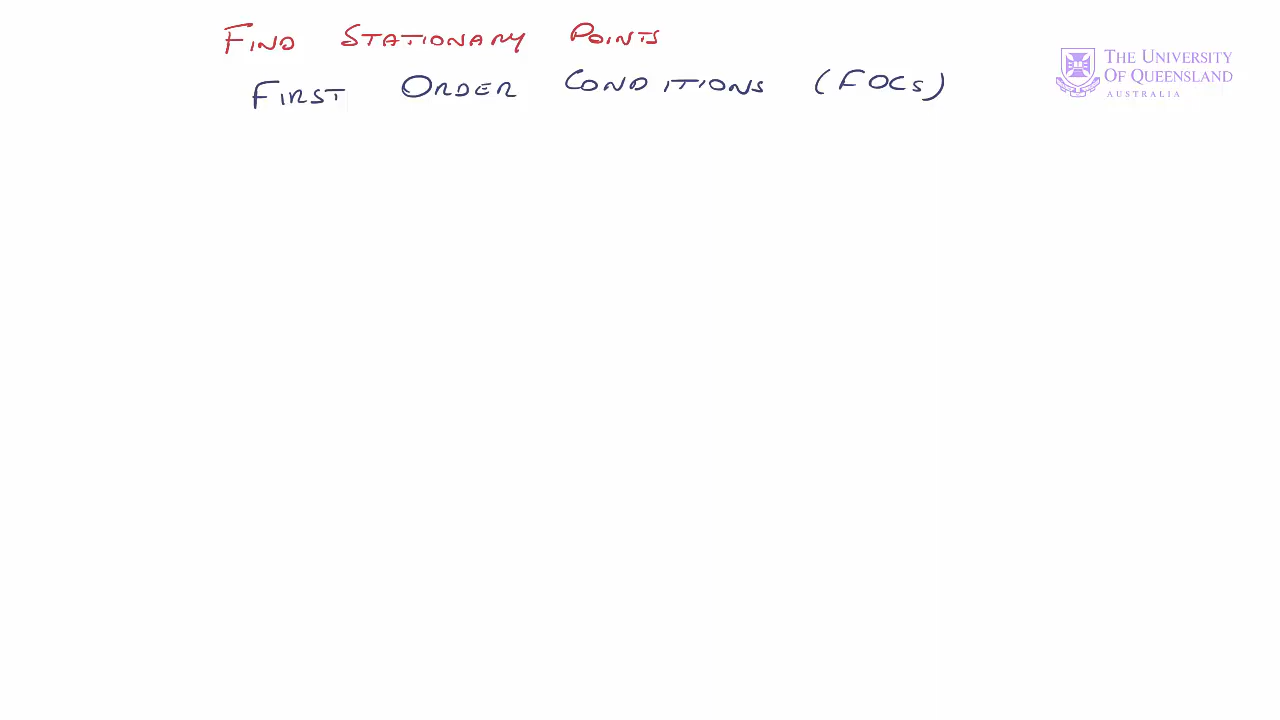 FIND STATIONARY POINTS
FIRST ORDER CONDITIONS (FOCs)
THE UNIVERSITY
OF QUEENSLAND
AUSTRALIA